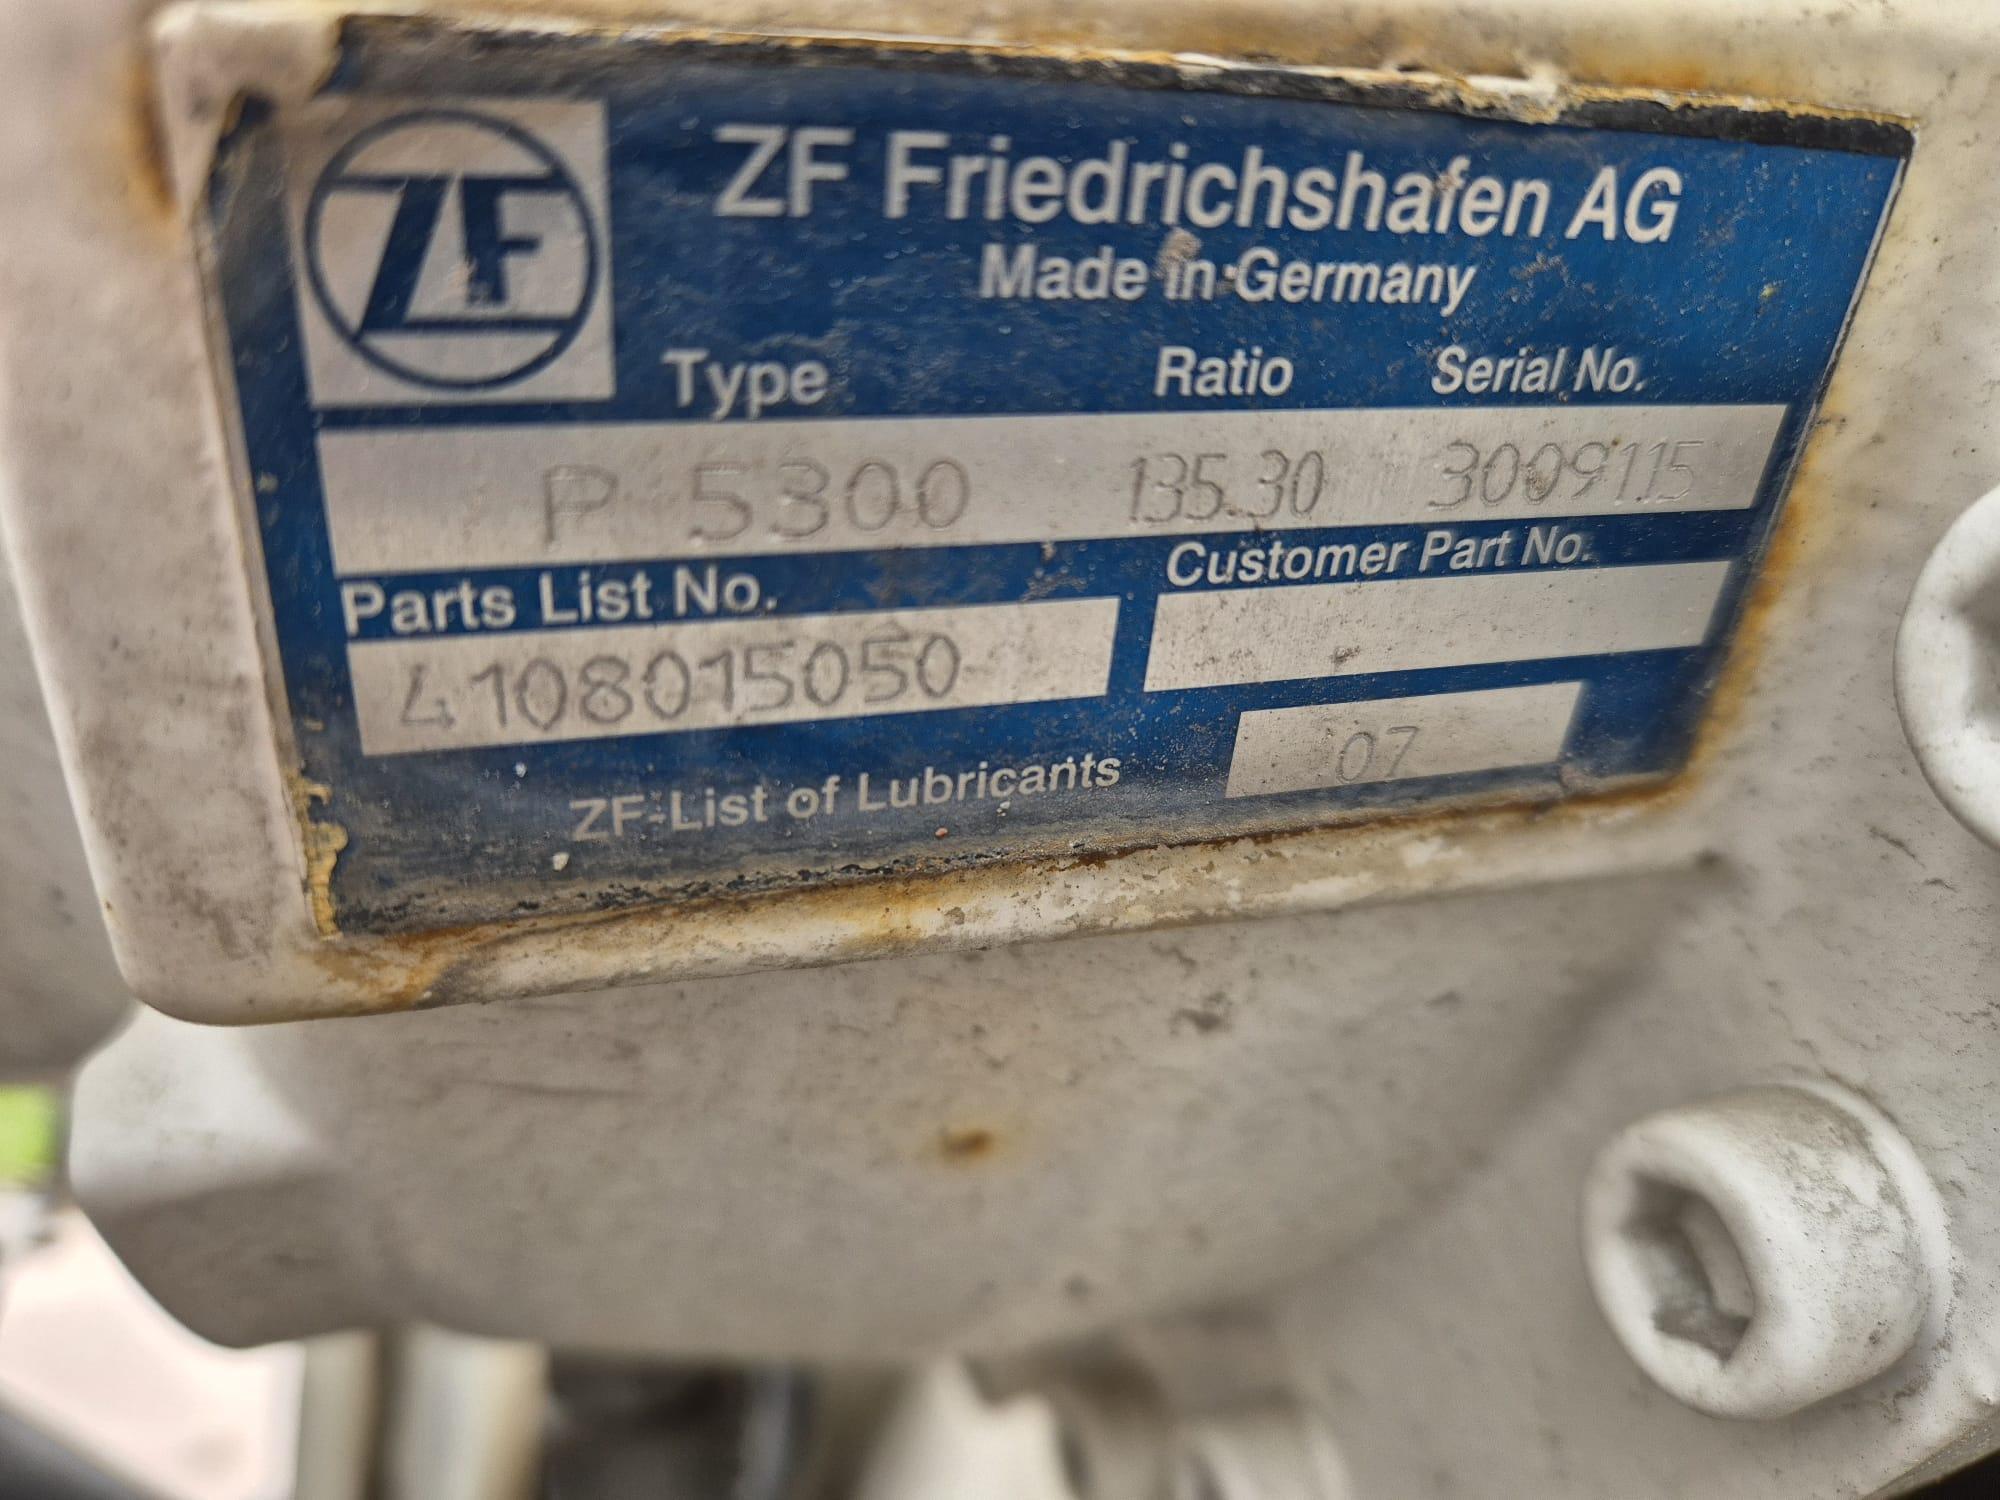 ZF
ZF Friedrichshafen AG
Made in Germany
Type Ratio Serial No.
P 5300 135.30 3009115
Parts List No. Customer Part No.
4108015050
ZF-List of Lubricants 07